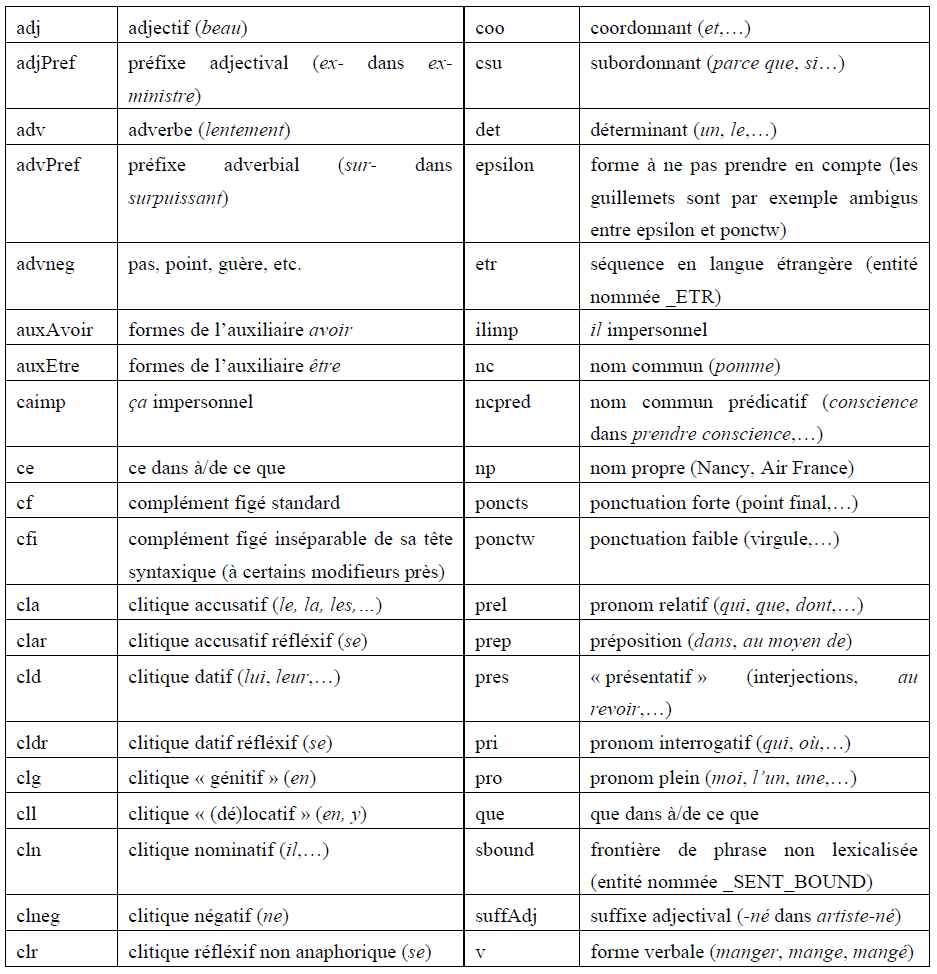 adj adjectif (beau) coo coordonnant (et,…)
adjPref préfixe adjectival (ex- dans ex- csu subordonnant (parce que, si…)
ministre)
adv adverbe (lentement) det déterminant (un, le,…)
advPref préfixe adverbial (sur- dans epsilon forme à ne pas prendre en compte (les
surpuissant) guillemets sont par exemple ambigus
entre epsilon et ponctw)
advneg pas, point, guère, etc. etr séquence en langue étrangère (entité
nommée _ETR)
auxAvoir formes de l’auxiliaire avoir ilimp il impersonnel
auxEtre formes de l’auxiliaire être nc nom commun (pomme)
caimp ça impersonnel ncpred nom commun prédicatif (conscience
dans prendre conscience,…)
ce ce dans à/de ce que np nom propre (Nancy, Air France)
cf complément figé standard poncts ponctuation forte (point final,…)
cfi complément figé inséparable de sa tête ponctw ponctuation faible (virgule,…)
syntaxique (à certains modifieurs près)
cla clitique accusatif (le, la, les,…) prel pronom relatif (qui, que, dont,…)
clar clitique accusatif réfléxif (se) prep préposition (dans, au moyen de)
cld clitique datif (lui, leur,…) pres « présentatif » (interjections, au
revoir,…)
cldr clitique datif réfléxif (se) pri pronom interrogatif (qui, où,…)
clg clitique « génitif » (en) pro pronom plein (moi, l’un, une,…)
cll clitique « (dé)locatif » (en, y) que que dans à/de ce que
cln clitique nominatif (il,…) sbound frontière de phrase non lexicalisée
(entité nommée _SENT_BOUND)
clneg clitique négatif (ne) suffAdj suffixe adjectival (-né dans artiste-né)
clr clitique réfléxif non anaphorique (se) v forme verbale (manger, mange, mangé)